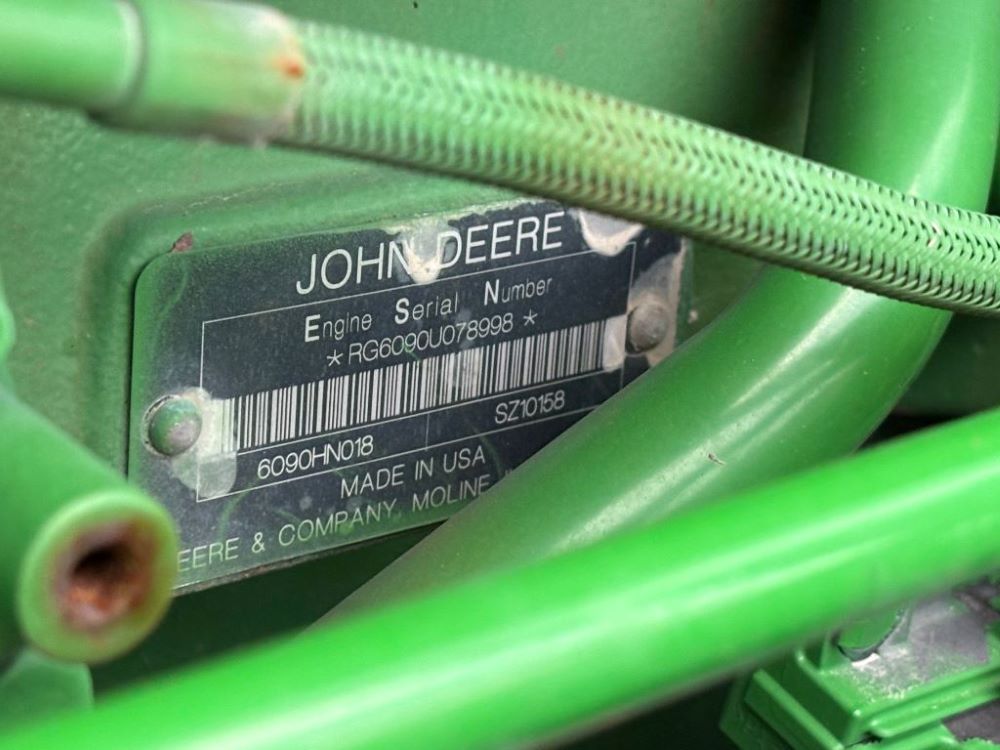 JOHN DEERE
Engine Serial Number
*RG6090U078998*
6090HN018 SZ10158
MADE IN USA
EERE & COMPANY, MOLINE